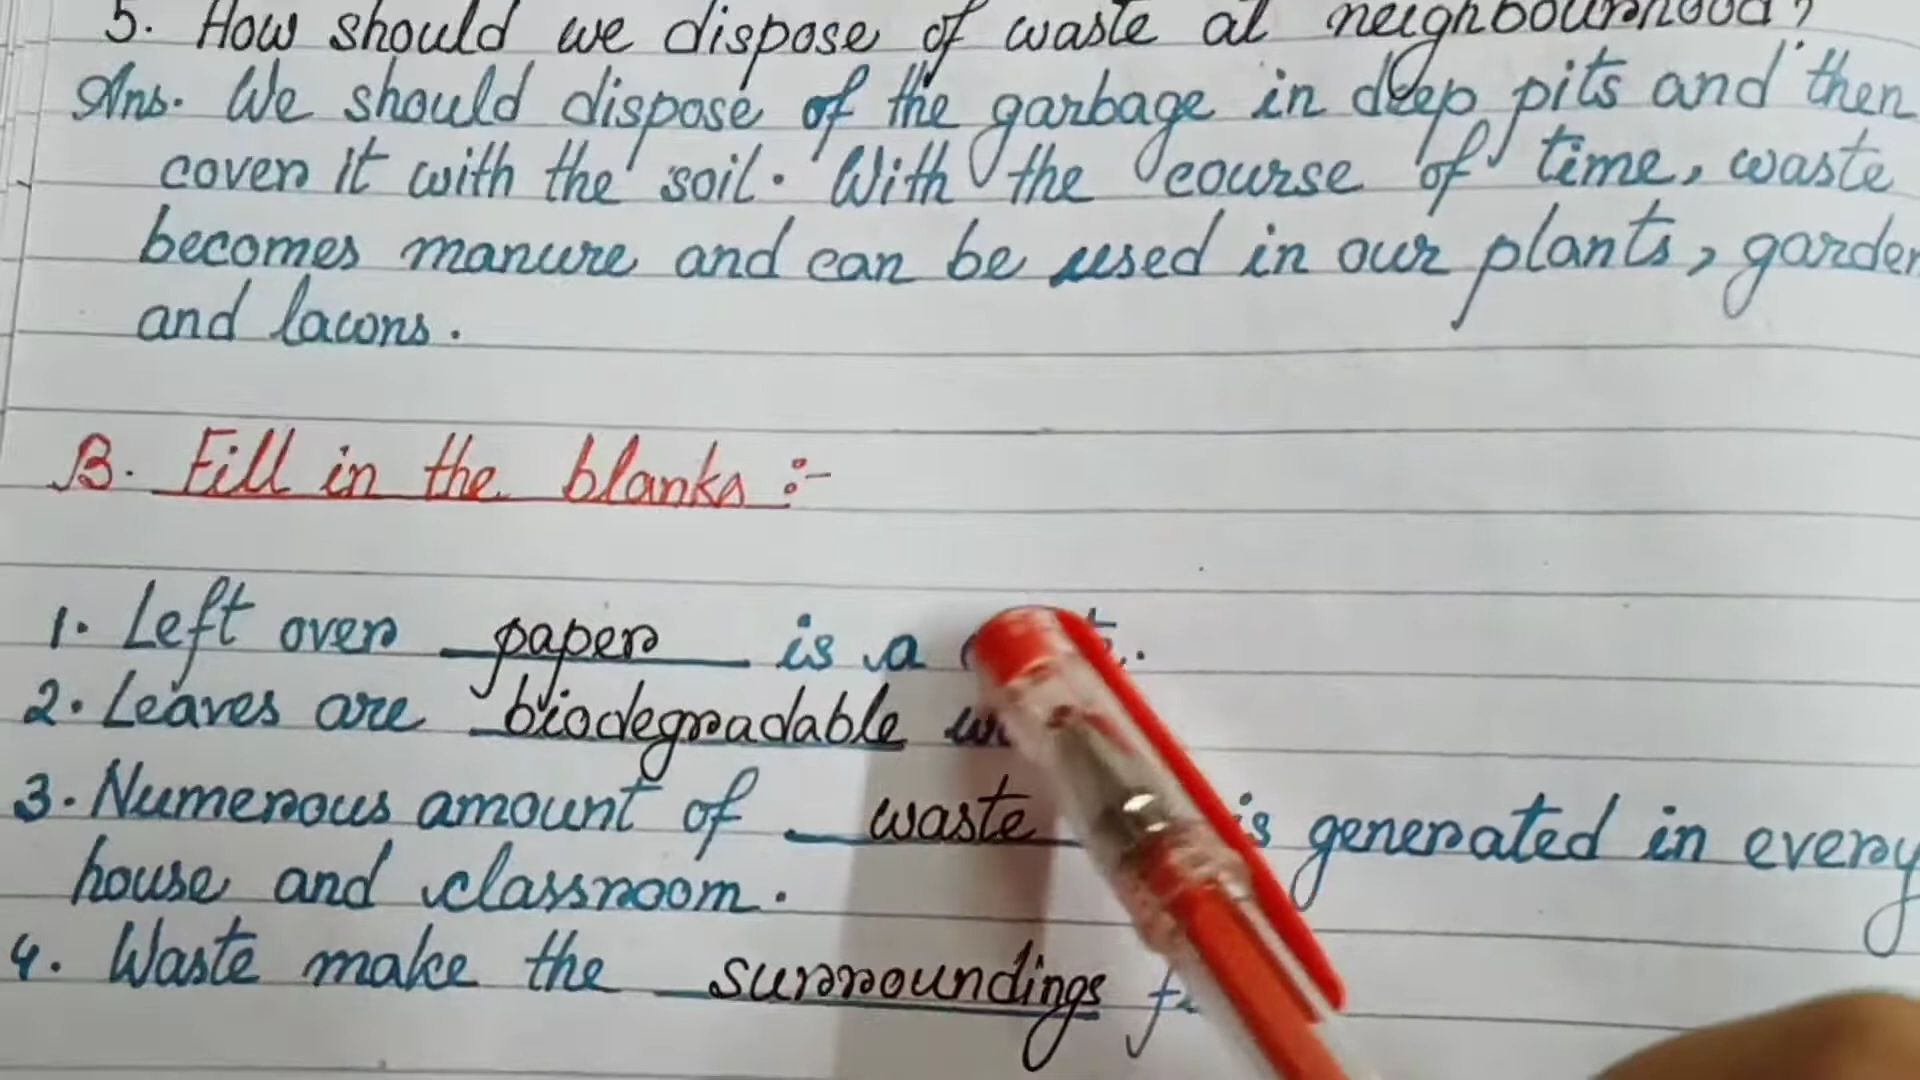 5. How should we dispose of waste at neighbourhood?
Ans. We should dispose of the garbage in deep pits and then
cover it with the soil. With the course of time, waste
becomes manure and can be used in our plants, garden
and lawns.
B. Fill in the blanks :-
1. Left over paper is a
2. Leaves are biodegradable
3. Numerous amount of waste is generated in every
house and classroom.
4. Waste make the surroundings